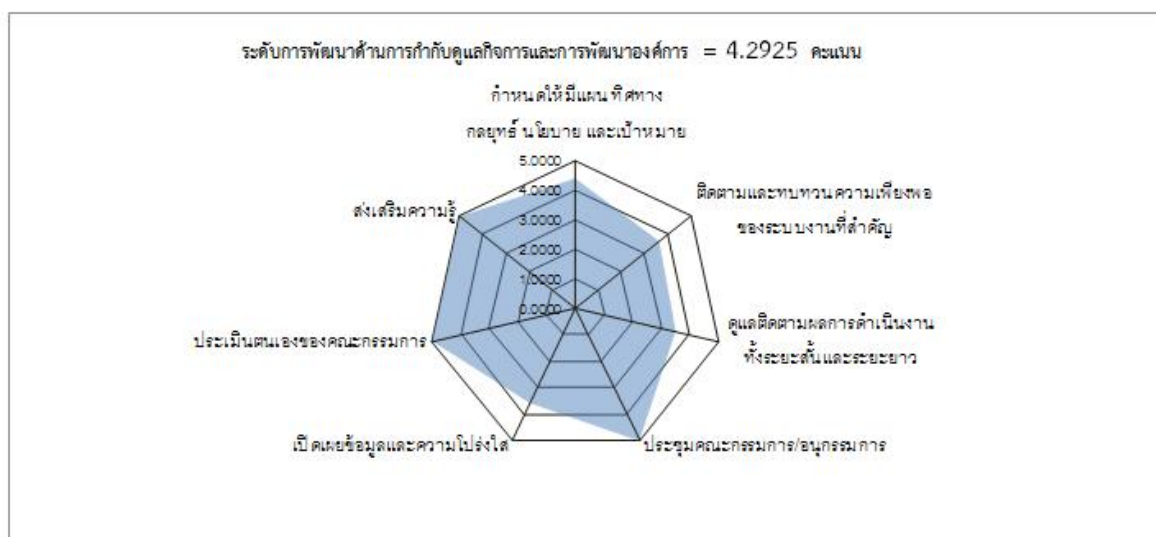 ระดับการพัฒนาด้านการกำกับดูแลกิจการและการพัฒนาองค์การ = 4.2925 คะแนน
กำหนดให้มีแผน ทิศทาง
กลยุทธ์ นโยบาย และเป้าหมาย
5.0000
4.0000
3.0000
2.0000
1.0000
0.0000
ติดตามและทบทวนความเพียงพอ
ของระบบงานที่สำคัญ
ดูแลติดตามผลการดำเนินงาน
ทั้งระยะสั้นและระยะยาว
ประชุมคณะกรรมการ/อนุกรรมการ
เปิดเผยข้อมูลและความโปร่งใส
ประเมินตนเองของคณะกรรมการ
ส่งเสริมความรู้